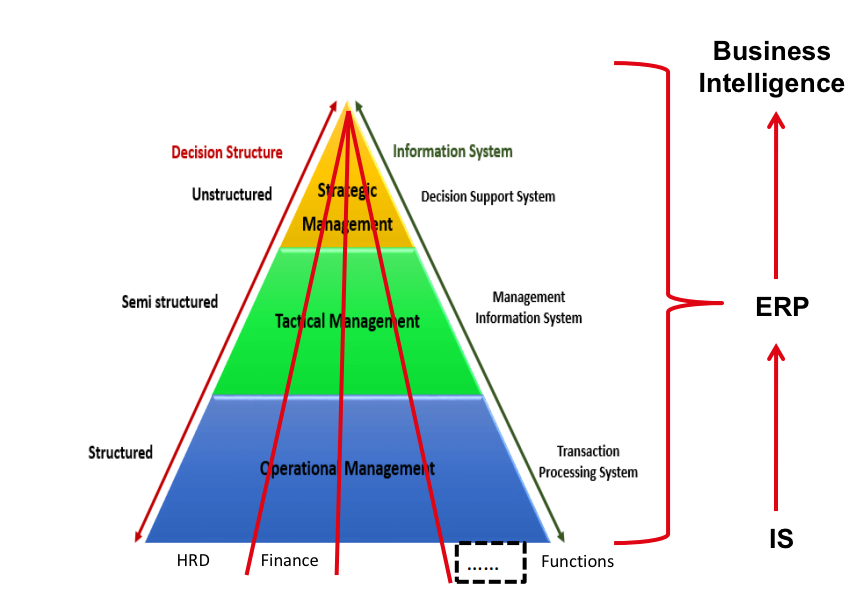 Business
Intelligence
Decision Structure
Information System
Unstructured
Strategic
Management
Decision Support System
Semi structured
Tactical Management
Management
Information System
ERP
Structured
Operational Management
Transaction
Processing System
IS
HRD
Finance
......
Functions